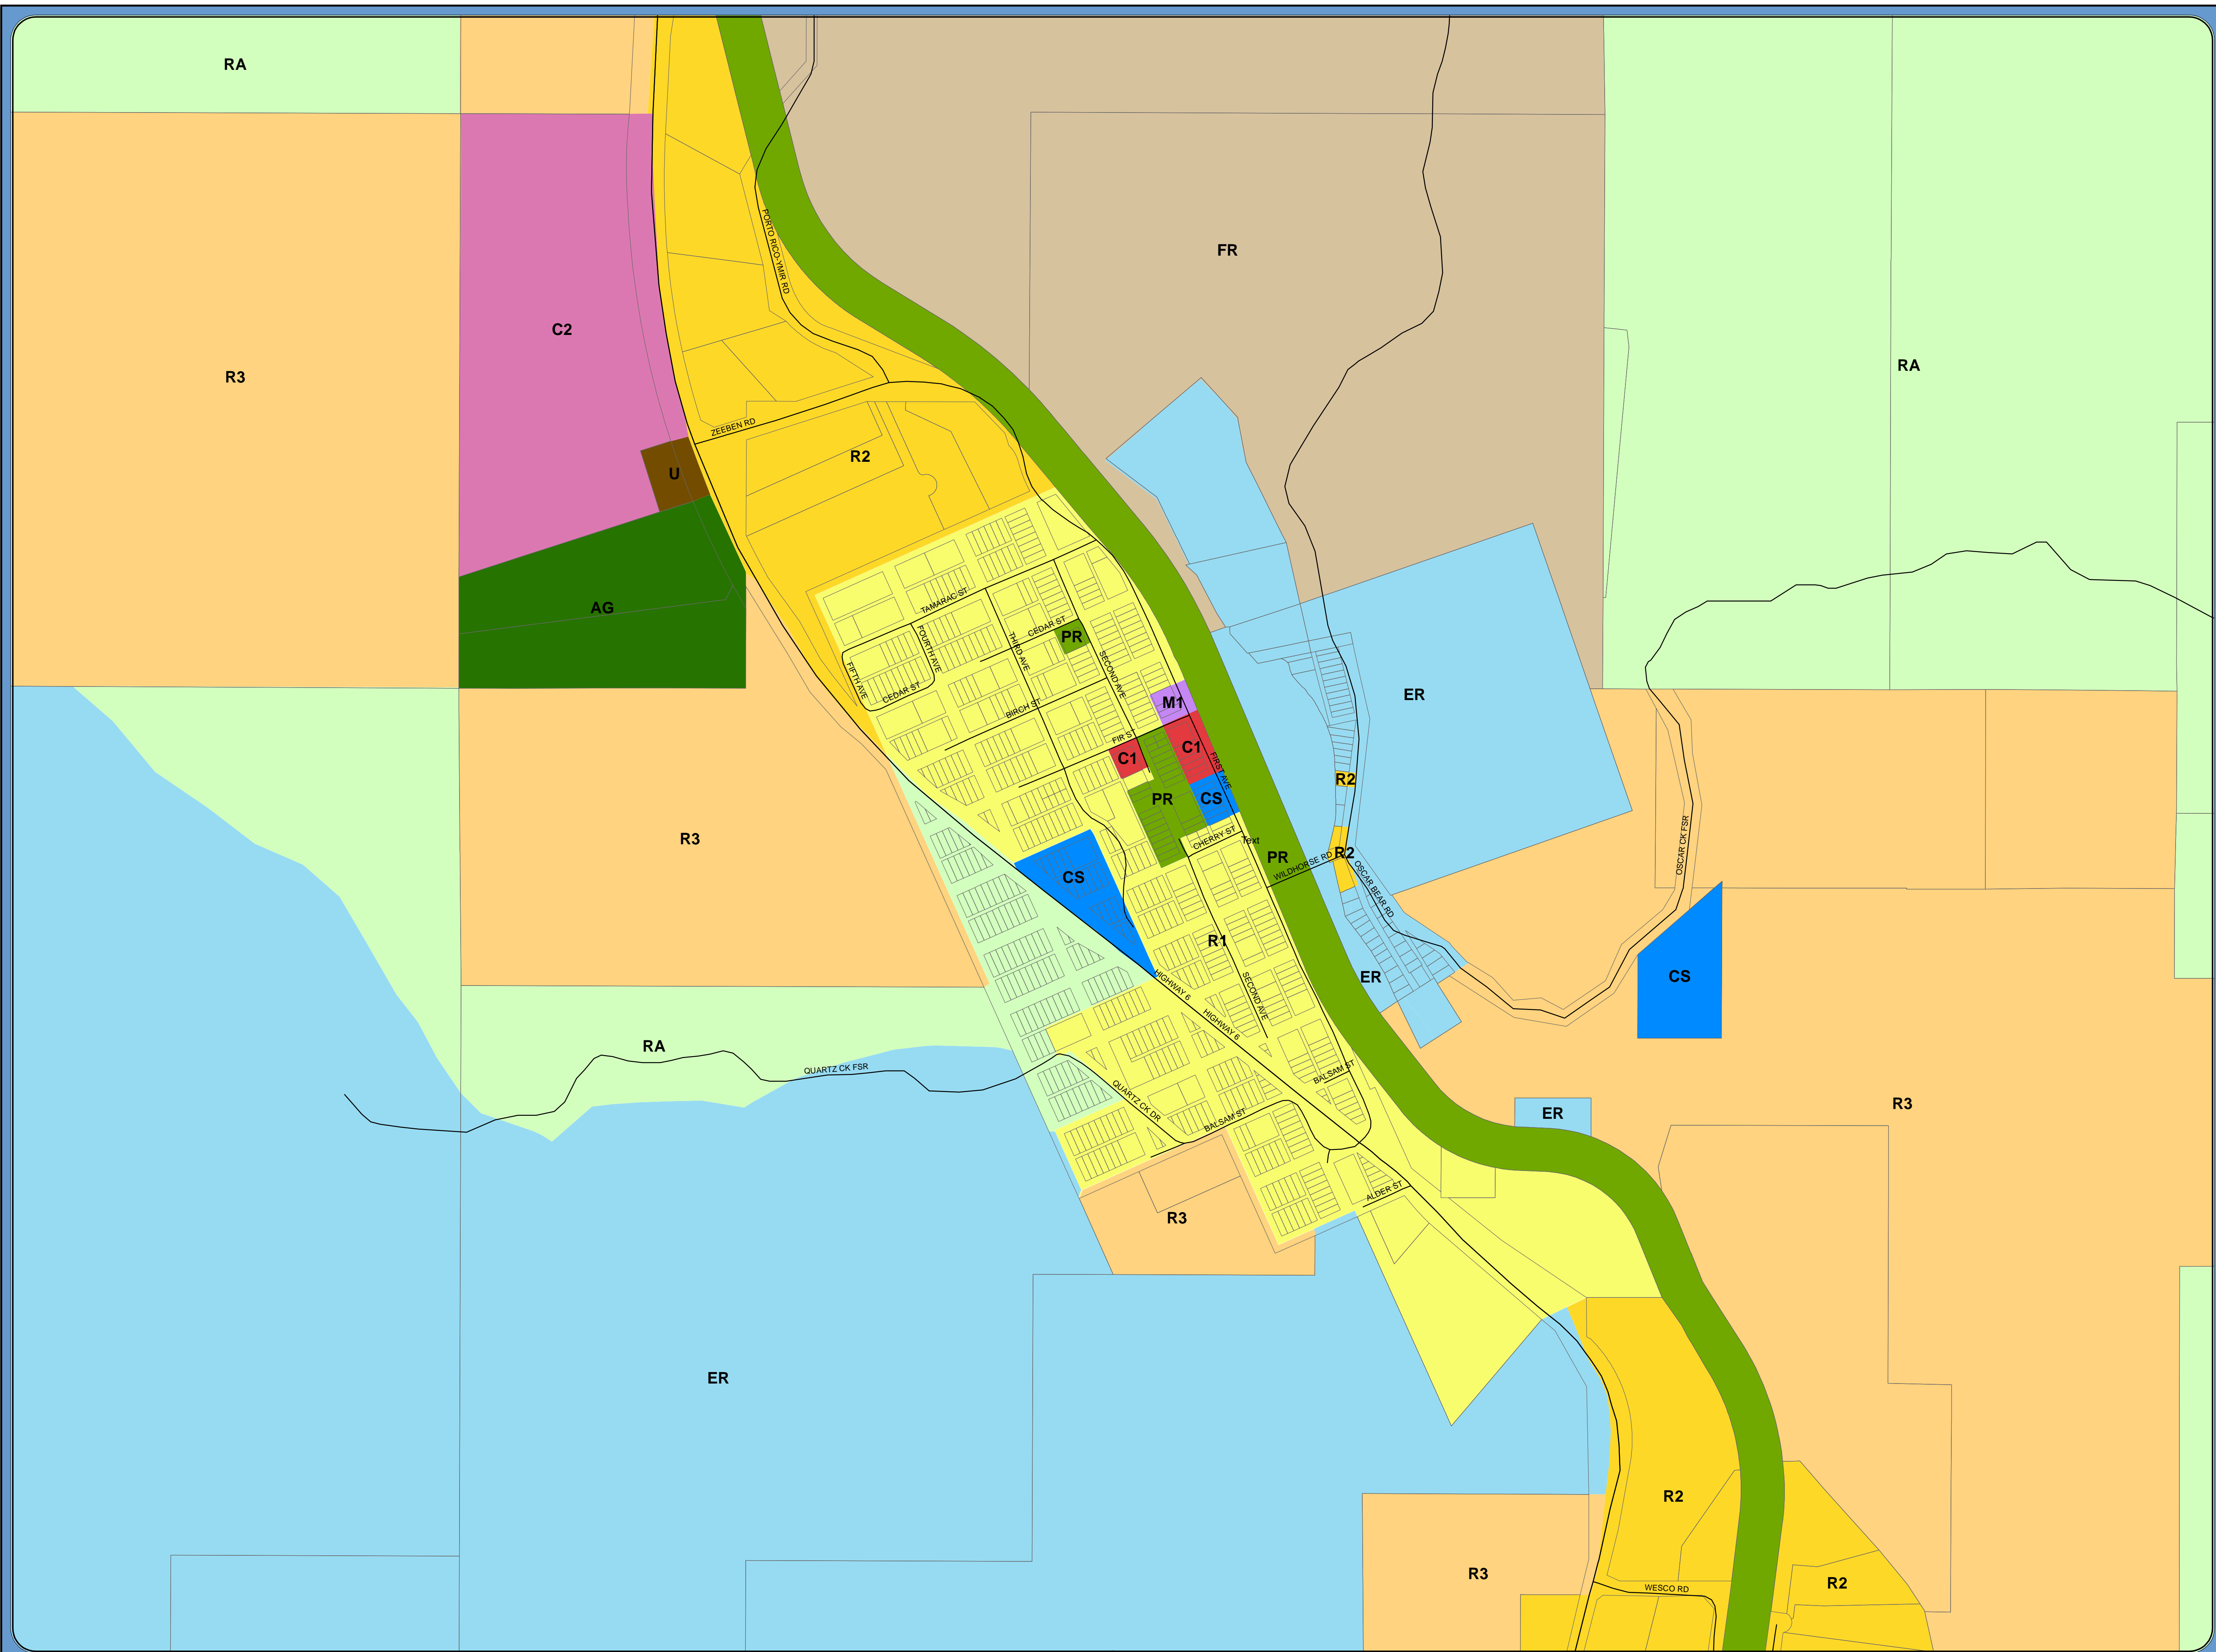 RA
PORTO RICO-YMIR RD
FR
C2
RA
R3
ZEEBEN RD
R2
U
AG
TAMARAC ST
CEDAR ST
PR
FOURTH AVE
THIRD AVE
SECOND AVE
FIFTH AVE
CEDAR ST
ER
M1
BIRCH ST
FIR ST
C1
C1
FIRST AVE
R2
PR
CS
R3
CHERRY ST
Text
OSCAR CK FSR
R2
PR
WILDHORSE RD
CS
OSCAR BEAR RD
R1
ER
CS
HIGHWAY 6
SECOND AVE
HIGHWAY 6
RA
QUARTZ CK FSR
BALSAM ST
QUARTZ CK DR
BALSAM ST
ER
R3
ALDER ST
R3
ER
R2
R3
WESCO RD
R2